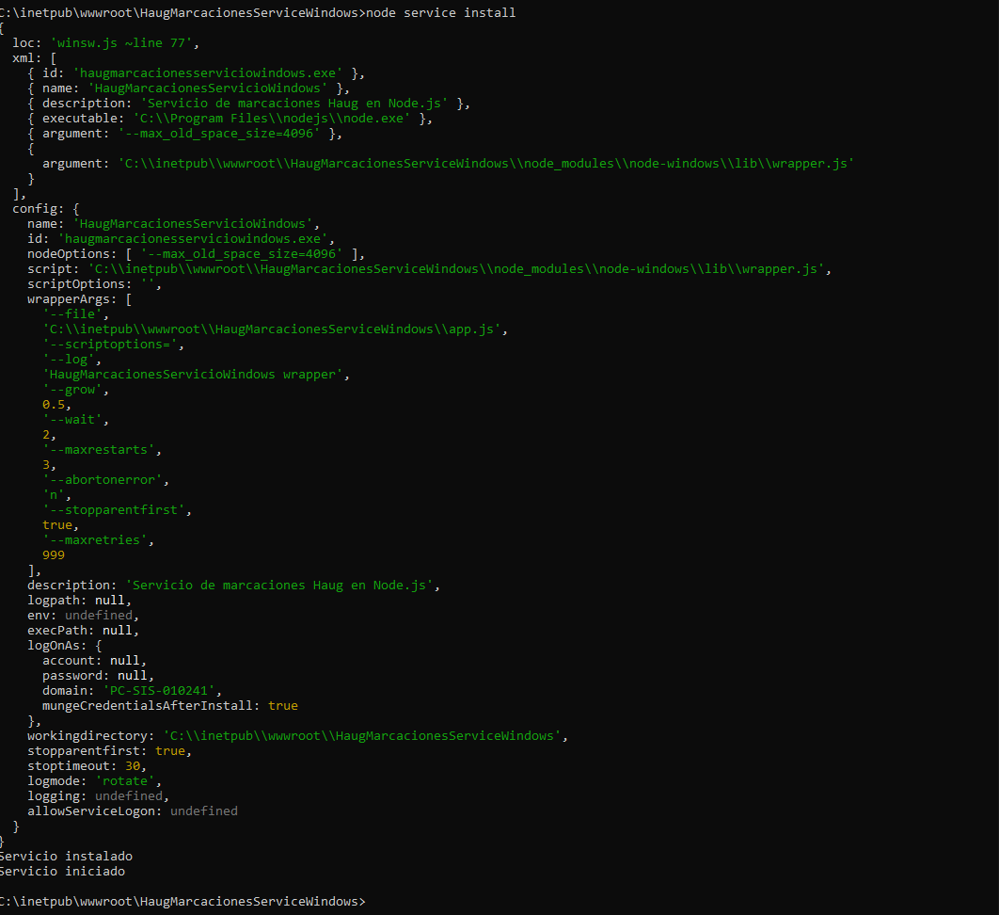 C:\inetpub\wwwroot\HaugMarcacionesServiceWindows>node service install
{
  loc: 'winsw.js ~line 77',
  xml: [
    { id: 'haugmarcacionesserviciowindows.exe' },
    { name: 'HaugMarcacionesServicioWindows' },
    { description: 'Servicio de marcaciones Haug en Node.js' },
    { executable: 'C:\\Program Files\\nodejs\\node.exe' },
    { argument: '--max_old_space_size=4096' },
    {
      argument: 'C:\\inetpub\\wwwroot\\HaugMarcacionesServiceWindows\\node_modules\\node-windows\\lib\\wrapper.js'
    }
  ],
  config: {
    name: 'HaugMarcacionesServicioWindows',
    id: 'haugmarcacionesserviciowindows.exe',
    nodeOptions: [ '--max_old_space_size=4096' ],
    script: 'C:\\inetpub\\wwwroot\\HaugMarcacionesServiceWindows\\node_modules\\node-windows\\lib\\wrapper.js',
    scriptOptions: '',
    wrapperArgs: [
      '--file',
      'C:\\inetpub\\wwwroot\\HaugMarcacionesServiceWindows\\app.js',
      '--scriptoptions=',
      '--log',
      'HaugMarcacionesServicioWindows wrapper',
      '--grow',
      0.5,
      '--wait',
      2,
      '--maxrestarts',
      3,
      '--abortonerror',
      'n',
      '--stopparentfirst',
      true,
      '--maxretries',
      999
    ],
    description: 'Servicio de marcaciones Haug en Node.js',
    logpath: null,
    env: undefined,
    execPath: null,
    logOnAs: {
      account: null,
      password: null,
      domain: 'PC-SIS-010241',
      mungeCredentialsAfterInstall: true
    },
    workingdirectory: 'C:\\inetpub\\wwwroot\\HaugMarcacionesServiceWindows',
    stopparentfirst: true,
    stoptimeout: 30,
    logmode: 'rotate',
    logging: undefined,
    allowServiceLogon: undefined
  }
}
Servicio instalado
Servicio iniciado
C:\inetpub\wwwroot\HaugMarcacionesServiceWindows>